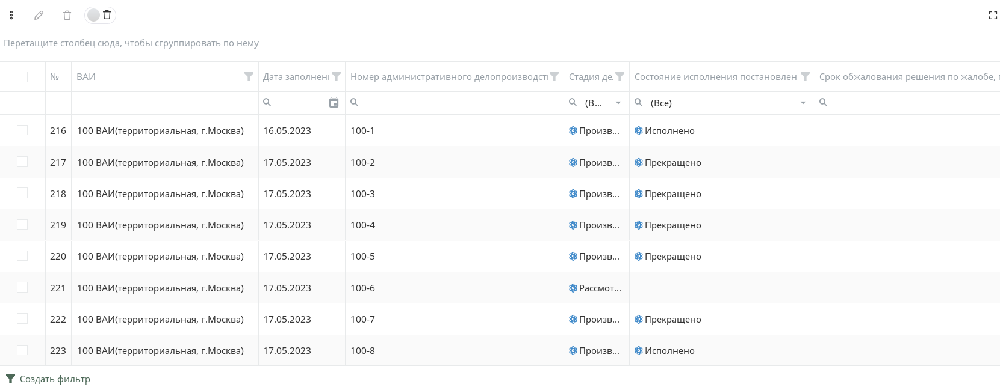 Перетащите столбец сюда, чтобы сгруппировать по нему
№ ВАИ Дата заполнен Номер административного делопроизводст Стадия де. Состояние исполнения постановлен Срок обжалования решения по жалобе,
(В... (Все)
216 100 ВАИ(территориальная, г.Москва) 16.05.2023 100-1 Произв... Исполнено
217 100 ВАИ(территориальная, г.Москва) 17.05.2023 100-2 Произв... Прекращено
218 100 ВАИ(территориальная, г.Москва) 17.05.2023 100-3 Произв... Прекращено
219 100 ВАИ(территориальная, г.Москва) 17.05.2023 100-4 Произв... Прекращено
220 100 ВАИ(территориальная, г.Москва) 17.05.2023 100-5 Произв... Прекращено
221 100 ВАИ(территориальная, г.Москва) 17.05.2023 100-6 Рассмот...
222 100 ВАИ(территориальная, г.Москва) 17.05.2023 100-7 Произв... Прекращено
223 100 ВАИ(территориальная, г.Москва) 17.05.2023 100-8 Произв... Исполнено
Создать фильтр